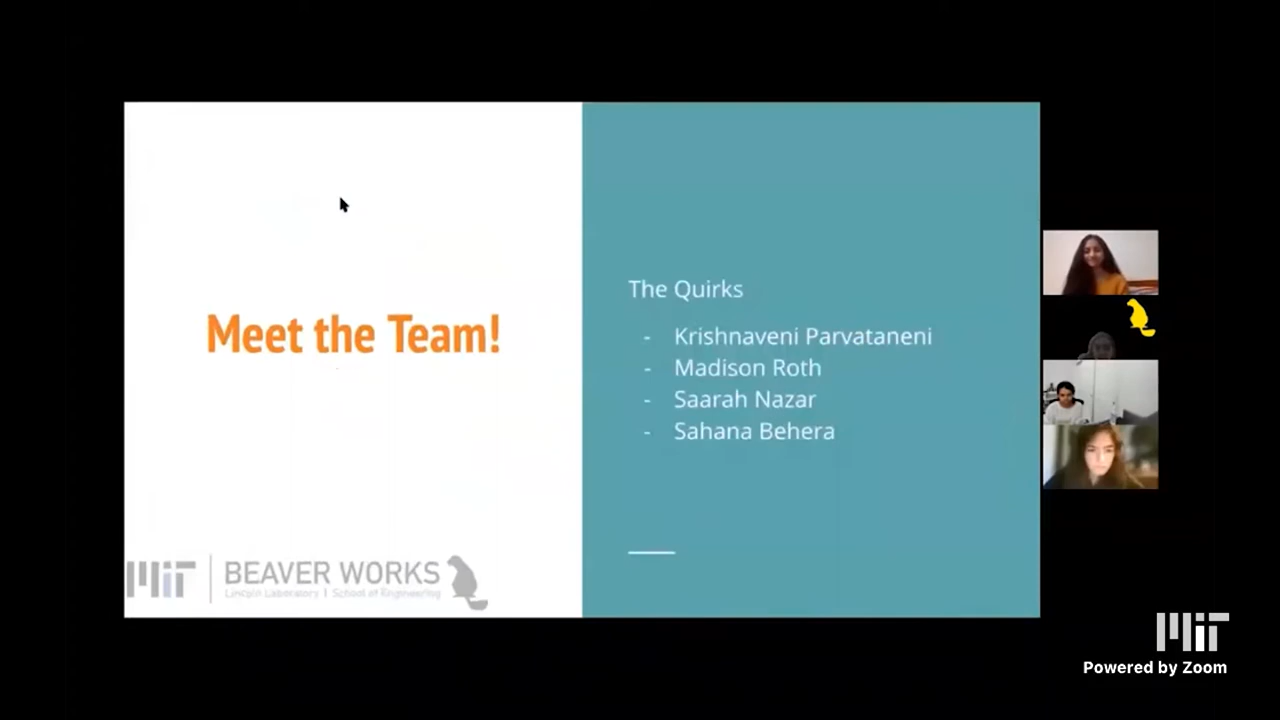 Meet the Team!
The Quirks
- Krishnaveni Parvataneni
- Madison Roth
- Saarah Nazar
- Sahana Behera
MIT
BEAVER WORKS
Lincoln Laboratory | School of Engineering
MIT
Powered by Zoom